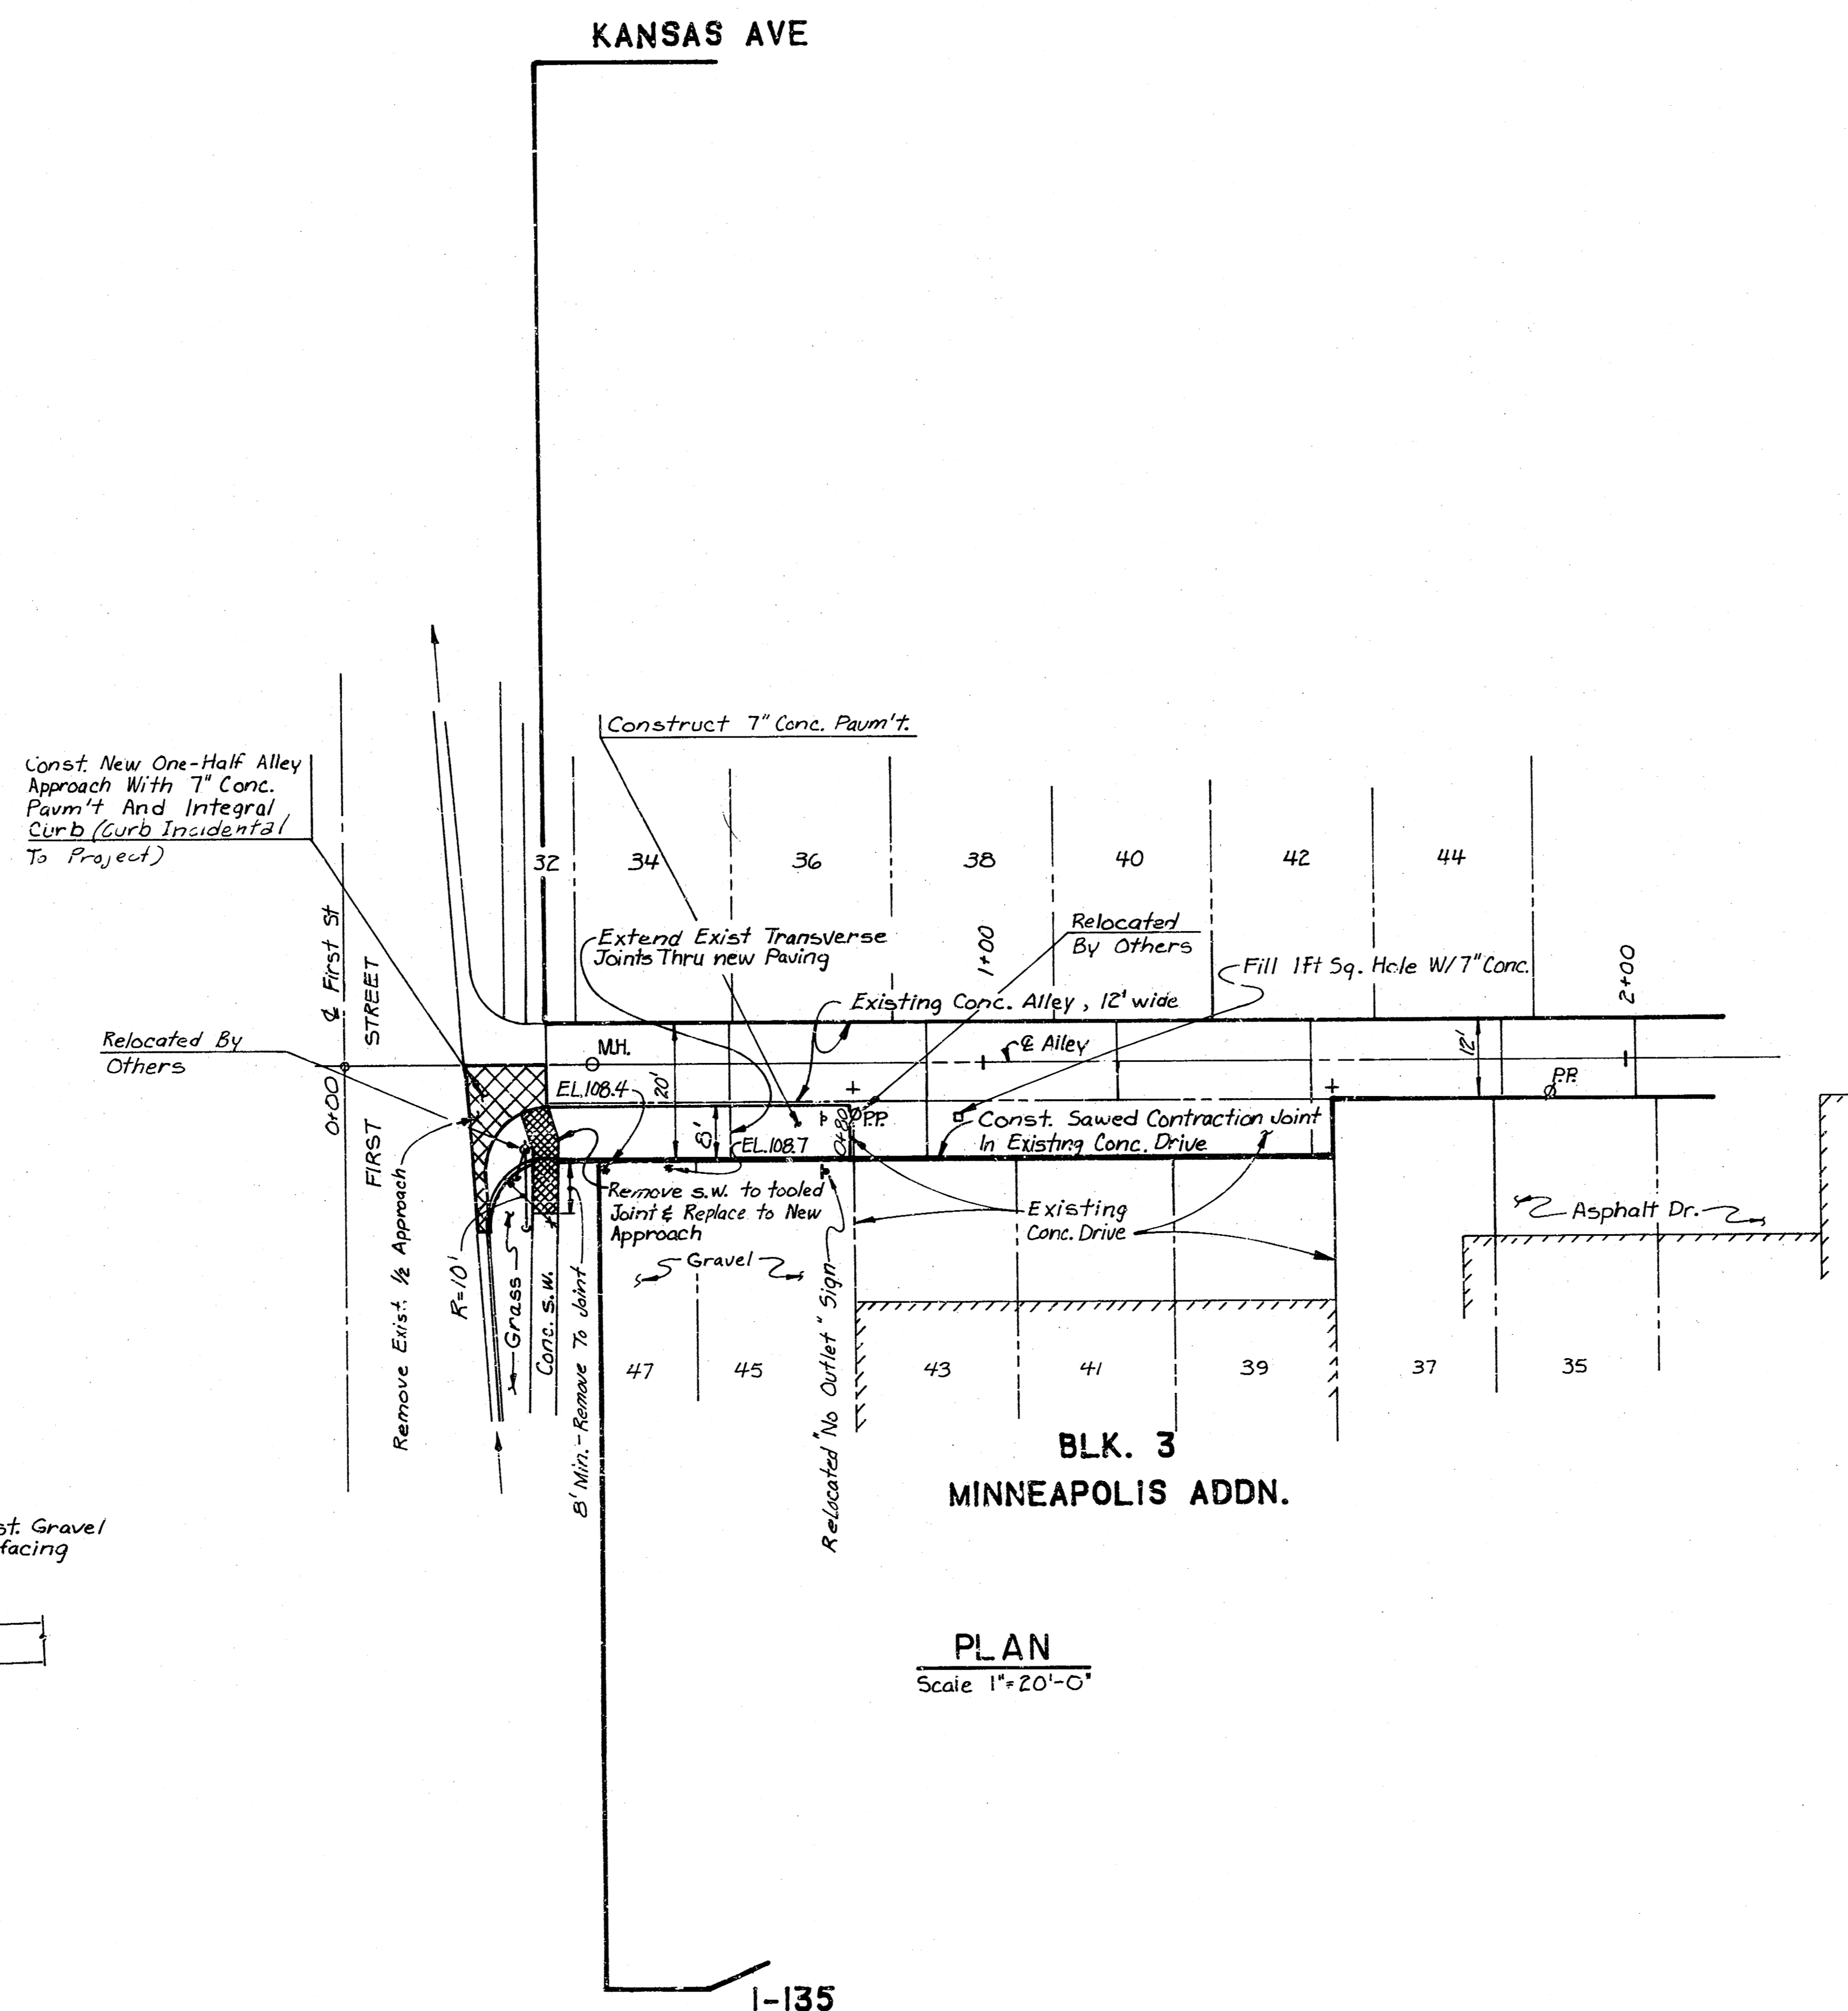 KANSAS AVE
Construct 7" Conc. Pavm't.
Const. New One-Half Alley
Approach With 7" Conc.
Pavm't And Integral
Curb (Curb Incidental
To Project)
32
34
36
38
40
42
44
Extend Exist Transverse
Joints Thru new Paving
Relocated
By Others
1+00
Fill 1Ft Sq. Hole W/7" Conc.
2+00
Existing Conc. Alley, 12' wide
℄ First St
STREET
FIRST
0+00
Relocated By
Others
M.H.
℄ Alley
12'
P.P.
EL.108.4
20'
8'
EL.108.7
0+80
P.P.
Const. Sawed Contraction Joint
In Existing Conc. Drive
Remove s.w. to tooled
Joint & Replace to New
Approach
Existing
Conc. Drive
Asphalt Dr.
Gravel
Remove Exist. ½ Approach
R=10'
Grass
Conc. s.w.
8' Min.-Remove To Joint
Relocated "No Outlet" Sign
47
45
43
41
39
37
35
BLK. 3
MINNEAPOLIS ADDN.
st. Gravel
facing
PLAN
Scale 1"=20'-0"
I-135